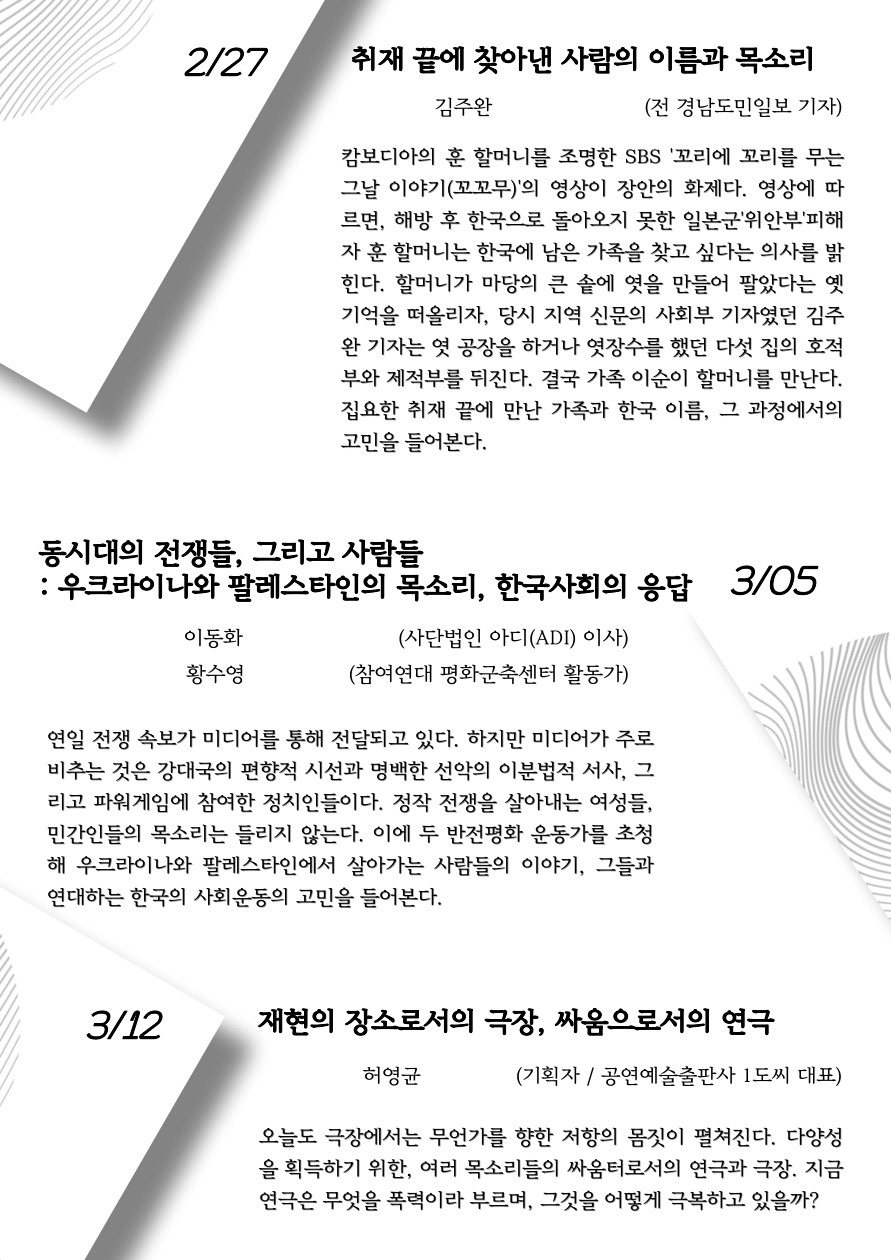 2/27
취재 끝에 찾아낸 사람의 이름과 목소리
김주완 (전 경남도민일보 기자)
캄보디아의 훈 할머니를 조명한 SBS '꼬리에 꼬리를 무는
그날 이야기(꼬꼬무)'의 영상이 장안의 화제다. 영상에 따
르면, 해방 후 한국으로 돌아오지 못한 일본군'위안부'피해
자 훈 할머니는 한국에 남은 가족을 찾고 싶다는 의사를 밝
힌다. 할머니가 마당의 큰 솥에 엿을 만들어 팔았다는 옛
기억을 떠올리자, 당시 지역 신문의 사회부 기자였던 김주
완 기자는 엿 공장을 하거나 엿장수를 했던 다섯 집의 호적
부와 제적부를 뒤진다. 결국 가족 이순이 할머니를 만난다.
집요한 취재 끝에 만난 가족과 한국 이름, 그 과정에서의
고민을 들어본다.
동시대의 전쟁들, 그리고 사람들
: 우크라이나와 팔레스타인의 목소리, 한국사회의 응답
3/05
이동화 (사단법인 아디(ADI) 이사)
황수영 (참여연대 평화군축센터 활동가)
연일 전쟁 속보가 미디어를 통해 전달되고 있다. 하지만 미디어가 주로
비추는 것은 강대국의 편향적 시선과 명백한 선악의 이분법적 서사, 그
리고 파워게임에 참여한 정치인들이다. 정작 전쟁을 살아내는 여성들,
민간인들의 목소리는 들리지 않는다. 이에 두 반전평화 운동가를 초청
해 우크라이나와 팔레스타인에서 살아가는 사람들의 이야기, 그들과
연대하는 한국의 사회운동의 고민을 들어본다.
3/12
재현의 장소로서의 극장, 싸움으로서의 연극
허영균 (기획자 / 공연예술출판사 1도씨 대표)
오늘도 극장에서는 무언가를 향한 저항의 몸짓이 펼쳐진다. 다양성
을 획득하기 위한, 여러 목소리들의 싸움터로서의 연극과 극장. 지금
연극은 무엇을 폭력이라 부르며, 그것을 어떻게 극복하고 있을까?